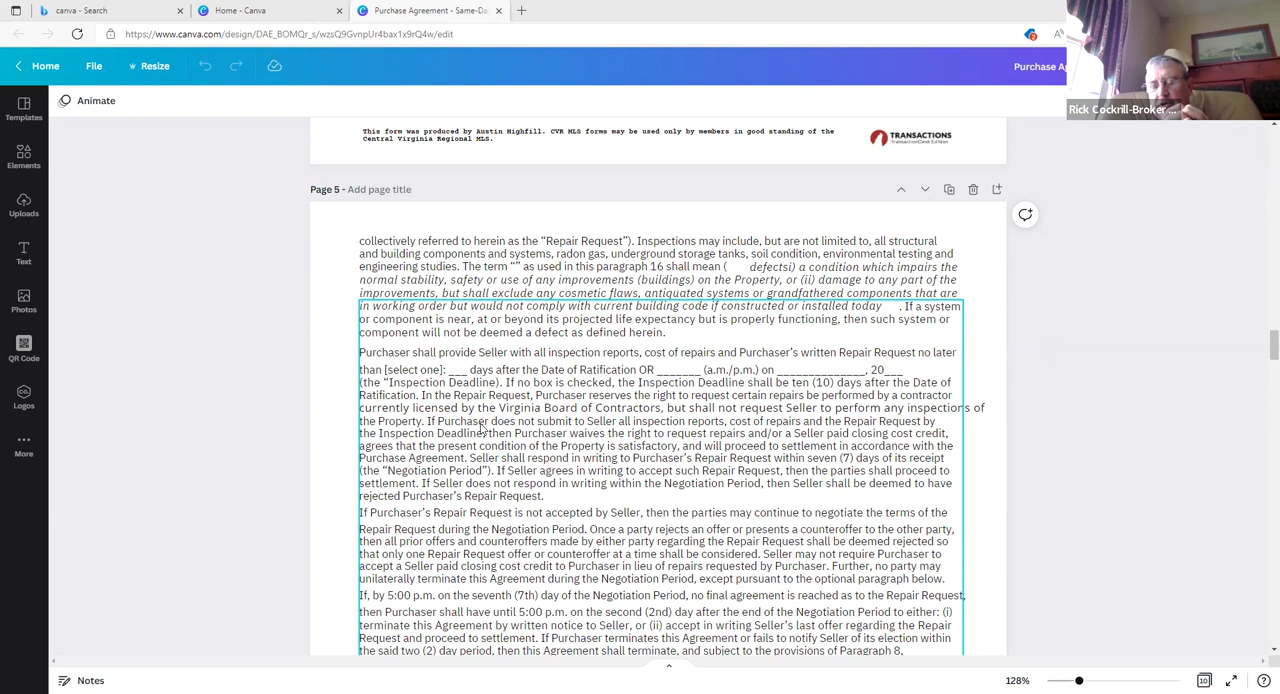 canva - Search
Home - Canva
Purchase Agreement - Same-Da
https://www.canva.com/design/DAE_BOMQr_s/wzsQ9GvnpUr4bax1x9rQ4w/edit
2
Home File Resize Purchase Ag
Rick Cockrill-Broker ...
Animate
Templates
Elements
Uploads
Text
Photos
QR Code
Logos
More
This form was produced by Austin Highfill. CVR MLS forms may be used only by members in good standing of the
Central Virginia Regional MLS.
TRANSACTIONS
TransactionDesk Edition
Page 5 - Add page title
collectively referred to herein as the “Repair Request”). Inspections may include, but are not limited to, all structural
and building components and systems, radon gas, underground storage tanks, soil condition, environmental testing and
engineering studies. The term “” as used in this paragraph 16 shall mean ( defectsi) a condition which impairs the
normal stability, safety or use of any improvements (buildings) on the Property, or (ii) damage to any part of the
improvements, but shall exclude any cosmetic flaws, antiquated systems or grandfathered components that are
in working order but would not comply with current building code if constructed or installed today . If a system
or component is near, at or beyond its projected life expectancy but is properly functioning, then such system or
component will not be deemed a defect as defined herein.
Purchaser shall provide Seller with all inspection reports, cost of repairs and Purchaser’s written Repair Request no later
than [select one]: ___ days after the Date of Ratification OR _______ (a.m./p.m.) on ______________, 20___
(the “Inspection Deadline). If no box is checked, the Inspection Deadline shall be ten (10) days after the Date of
Ratification. In the Repair Request, Purchaser reserves the right to request certain repairs be performed by a contractor
currently licensed by the Virginia Board of Contractors, but shall not request Seller to perform any inspections of
the Property. If Purchaser does not submit to Seller all inspection reports, cost of repairs and the Repair Request by
the Inspection Deadline, then Purchaser waives the right to request repairs and/or a Seller paid closing cost credit,
agrees that the present condition of the Property is satisfactory, and will proceed to settlement in accordance with the
Purchase Agreement. Seller shall respond in writing to Purchaser’s Repair Request within seven (7) days of its receipt
(the “Negotiation Period”). If Seller agrees in writing to accept such Repair Request, then the parties shall proceed to
settlement. If Seller does not respond in writing within the Negotiation Period, then Seller shall be deemed to have
rejected Purchaser’s Repair Request.
If Purchaser’s Repair Request is not accepted by Seller, then the parties may continue to negotiate the terms of the
Repair Request during the Negotiation Period. Once a party rejects an offer or presents a counteroffer to the other party,
then all prior offers and counteroffers made by either party regarding the Repair Request shall be deemed rejected so
that only one Repair Request offer or counteroffer at a time shall be considered. Seller may not require Purchaser to
accept a Seller paid closing cost credit to Purchaser in lieu of repairs requested by Purchaser. Further, no party may
unilaterally terminate this Agreement during the Negotiation Period, except pursuant to the optional paragraph below.
If, by 5:00 p.m. on the seventh (7th) day of the Negotiation Period, no final agreement is reached as to the Repair Request,
then Purchaser shall have until 5:00 p.m. on the second (2nd) day after the end of the Negotiation Period to either: (i)
terminate this Agreement by written notice to Seller, or (ii) accept in writing Seller’s last offer regarding the Repair
Request and proceed to settlement. If Purchaser terminates this Agreement or fails to notify Seller of its election within
the said two (2) day period, then this Agreement shall terminate, and subject to the provisions of Paragraph 8,
Notes
128%
10